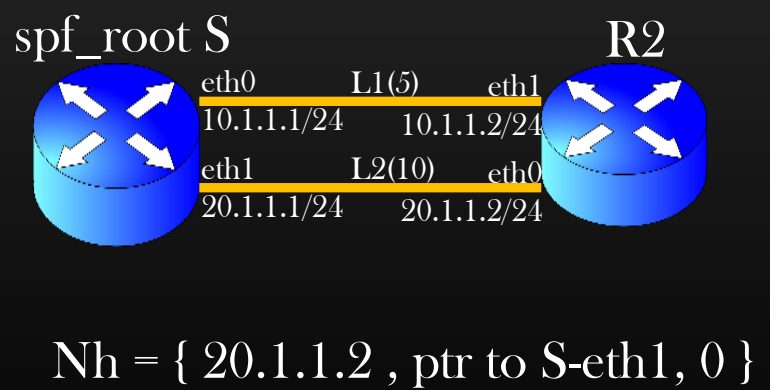 spf_root S
R2
eth0 L1(5) eth1
10.1.1.1/24 10.1.1.2/24
eth1 L2(10) eth0
20.1.1.1/24 20.1.1.2/24
Nh = { 20.1.1.2 , ptr to S-eth1, 0 }